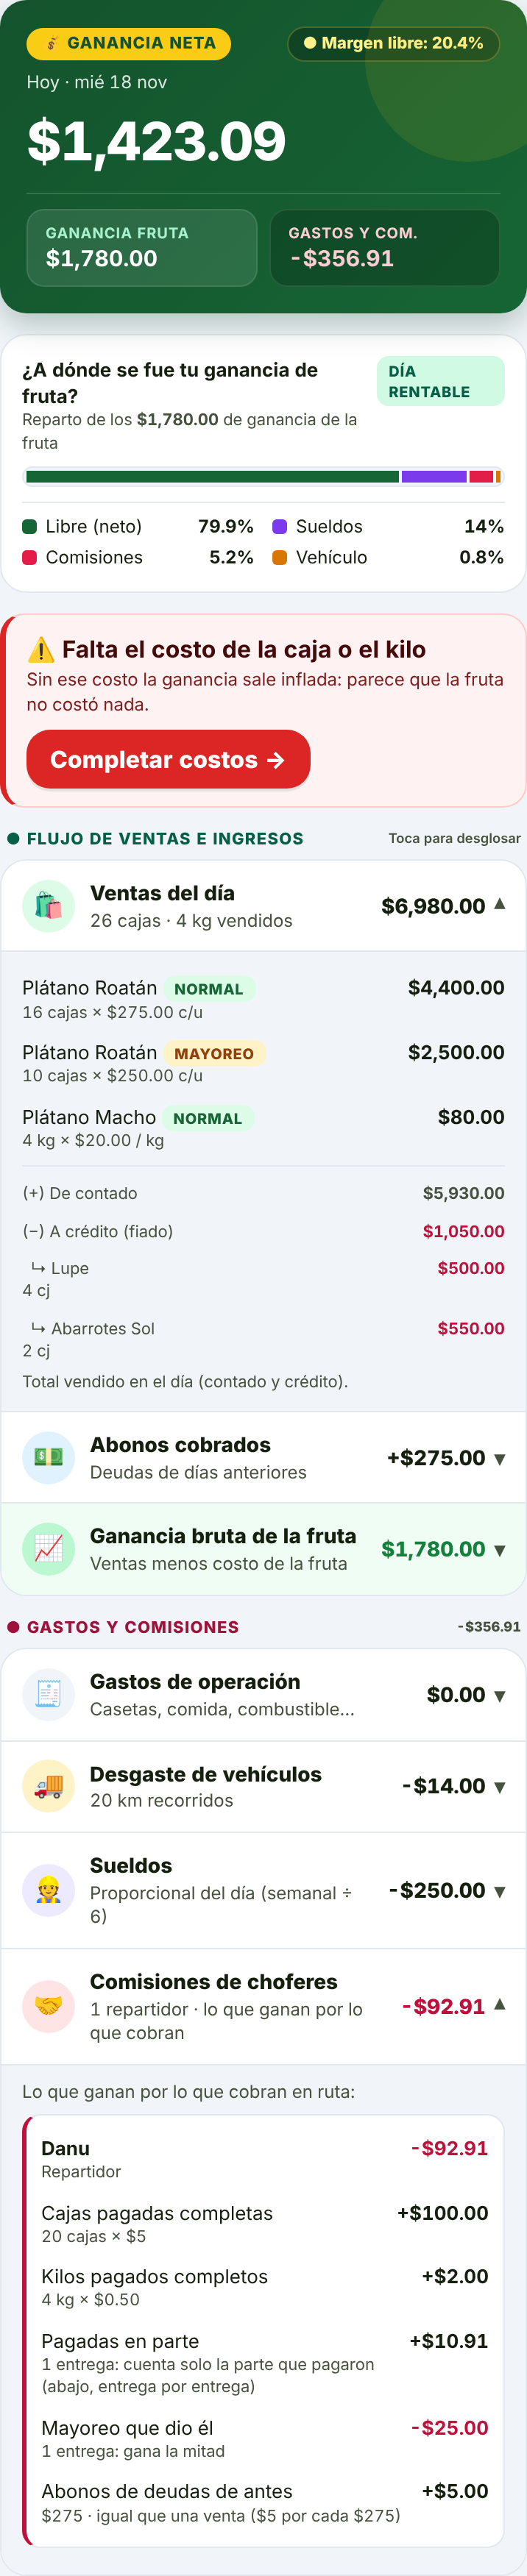 GANANCIA NETA
Margen libre: 20.4%
Hoy · mié 18 nov
$1,423.09
GANANCIA FRUTA
$1,780.00
GASTOS Y COM.
-$356.91
¿A dónde se fue tu ganancia de
fruta?
DÍA
RENTABLE
Reparto de los $1,780.00 de ganancia de la
fruta
Libre (neto) 79.9%
Sueldos 14%
Comisiones 5.2%
Vehículo 0.8%
⚠️ Falta el costo de la caja o el kilo
Sin ese costo la ganancia sale inflada: parece que la fruta
no costó nada.
Completar costos →
FLUJO DE VENTAS E INGRESOS
Toca para desglosar
Ventas del día
26 cajas · 4 kg vendidos
$6,980.00 ▲
Plátano Roatán NORMAL
$4,400.00
16 cajas × $275.00 c/u
Plátano Roatán MAYOREO
$2,500.00
10 cajas × $250.00 c/u
Plátano Macho NORMAL
$80.00
4 kg × $20.00 / kg
(+) De contado $5,930.00
(−) A crédito (fiado) $1,050.00
↳ Lupe $500.00
4 cj
↳ Abarrotes Sol $550.00
2 cj
Total vendido en el día (contado y crédito).
Abonos cobrados
Deudas de días anteriores
+$275.00 ▼
Ganancia bruta de la fruta
Ventas menos costo de la fruta
$1,780.00 ▼
GASTOS Y COMISIONES
-$356.91
Gastos de operación
Casetas, comida, combustible…
$0.00 ▼
Desgaste de vehículos
20 km recorridos
-$14.00 ▼
Sueldos
Proporcional del día (semanal ÷
6)
-$250.00 ▼
Comisiones de choferes
1 repartidor · lo que ganan por lo
que cobran
-$92.91 ▲
Lo que ganan por lo que cobran en ruta:
Danu -$92.91
Repartidor
Cajas pagadas completas +$100.00
20 cajas × $5
Kilos pagados completos +$2.00
4 kg × $0.50
Pagadas en parte +$10.91
1 entrega: cuenta solo la parte que pagaron
(abajo, entrega por entrega)
Mayoreo que dio él -$25.00
1 entrega: gana la mitad
Abonos de deudas de antes +$5.00
$275 · igual que una venta ($5 por cada $275)